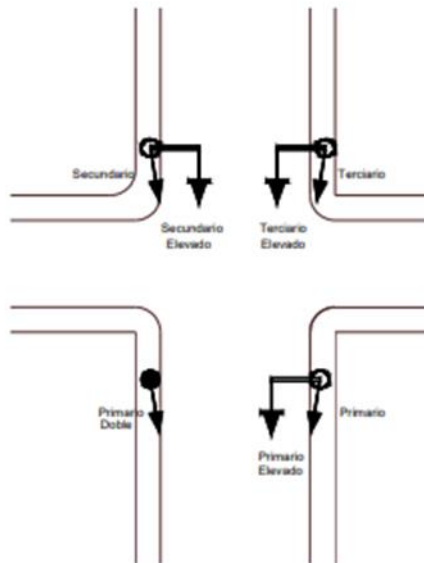 Secundario
Terciario
Secundario
Elevado
Terciario
Elevado
Primario
Doble
Primario
Primario
Elevado